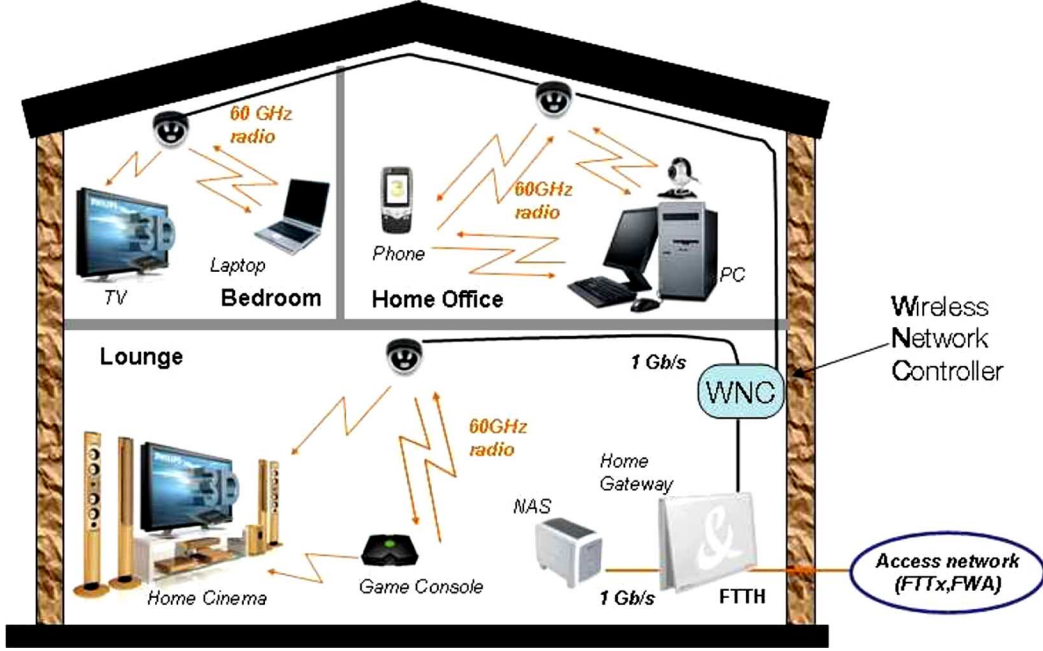 60 GHz
radio
PHILIPS
3D
TV
Laptop
Bedroom
3
Phone
60GHz
radio
PC
Home Office
Lounge
1 Gb/s
WNC
Wireless
Network
Controller
60GHz
radio
PHILIPS
3D
Home Cinema
Game Console
NAS
Home
Gateway
&
1 Gb/s
FTTH
Access network
(FTTx,FWA)